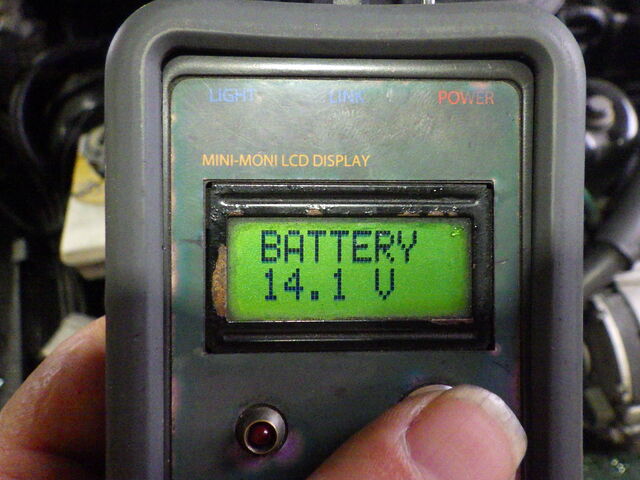 LIGHT LINK POWER
MINI-MONI LCD DISPLAY
BATTERY
14.1 V